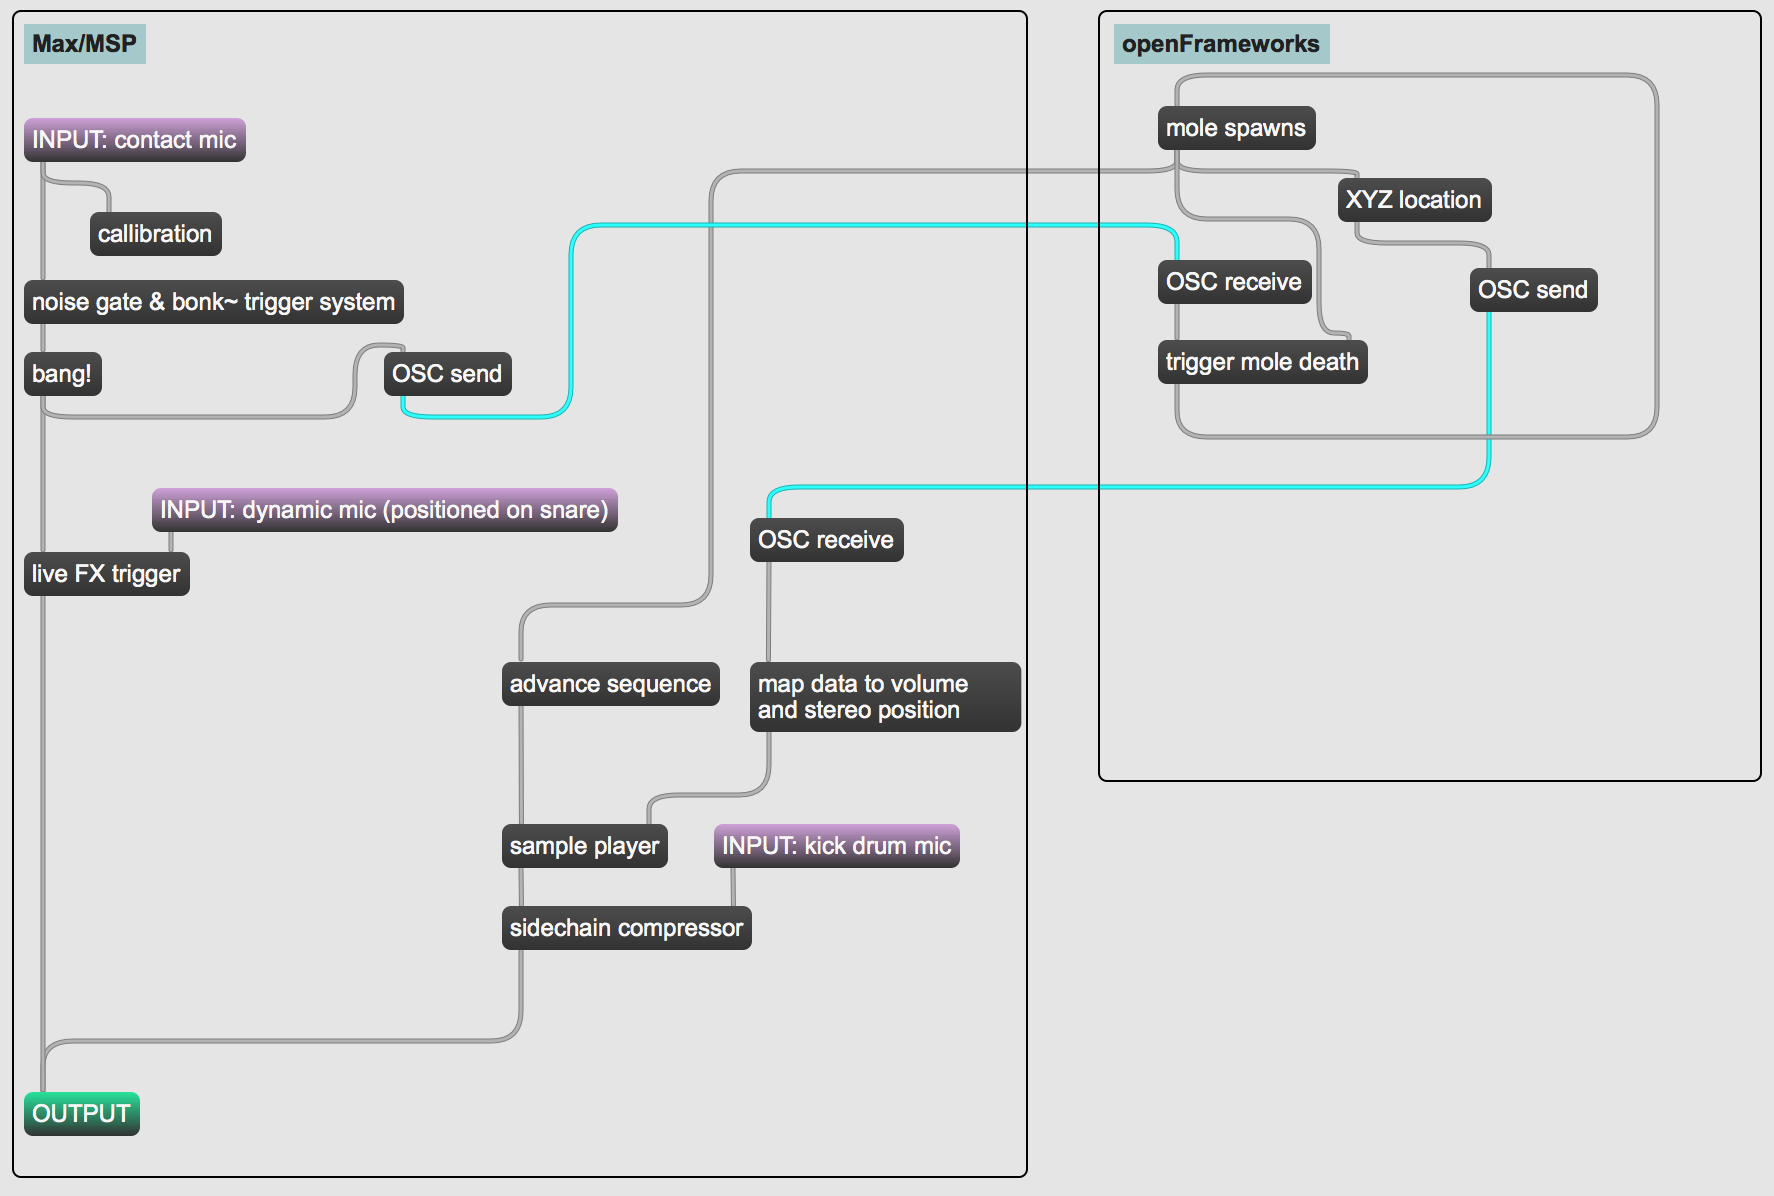 Max/MSP
INPUT: contact mic
callibration
noise gate & bonk~ trigger system
bang!
OSC send
INPUT: dynamic mic (positioned on snare)
live FX trigger
OSC receive
advance sequence
map data to volume
and stereo position
sample player
INPUT: kick drum mic
sidechain compressor
OUTPUT
openFrameworks
mole spawns
XYZ location
OSC receive
OSC send
trigger mole death